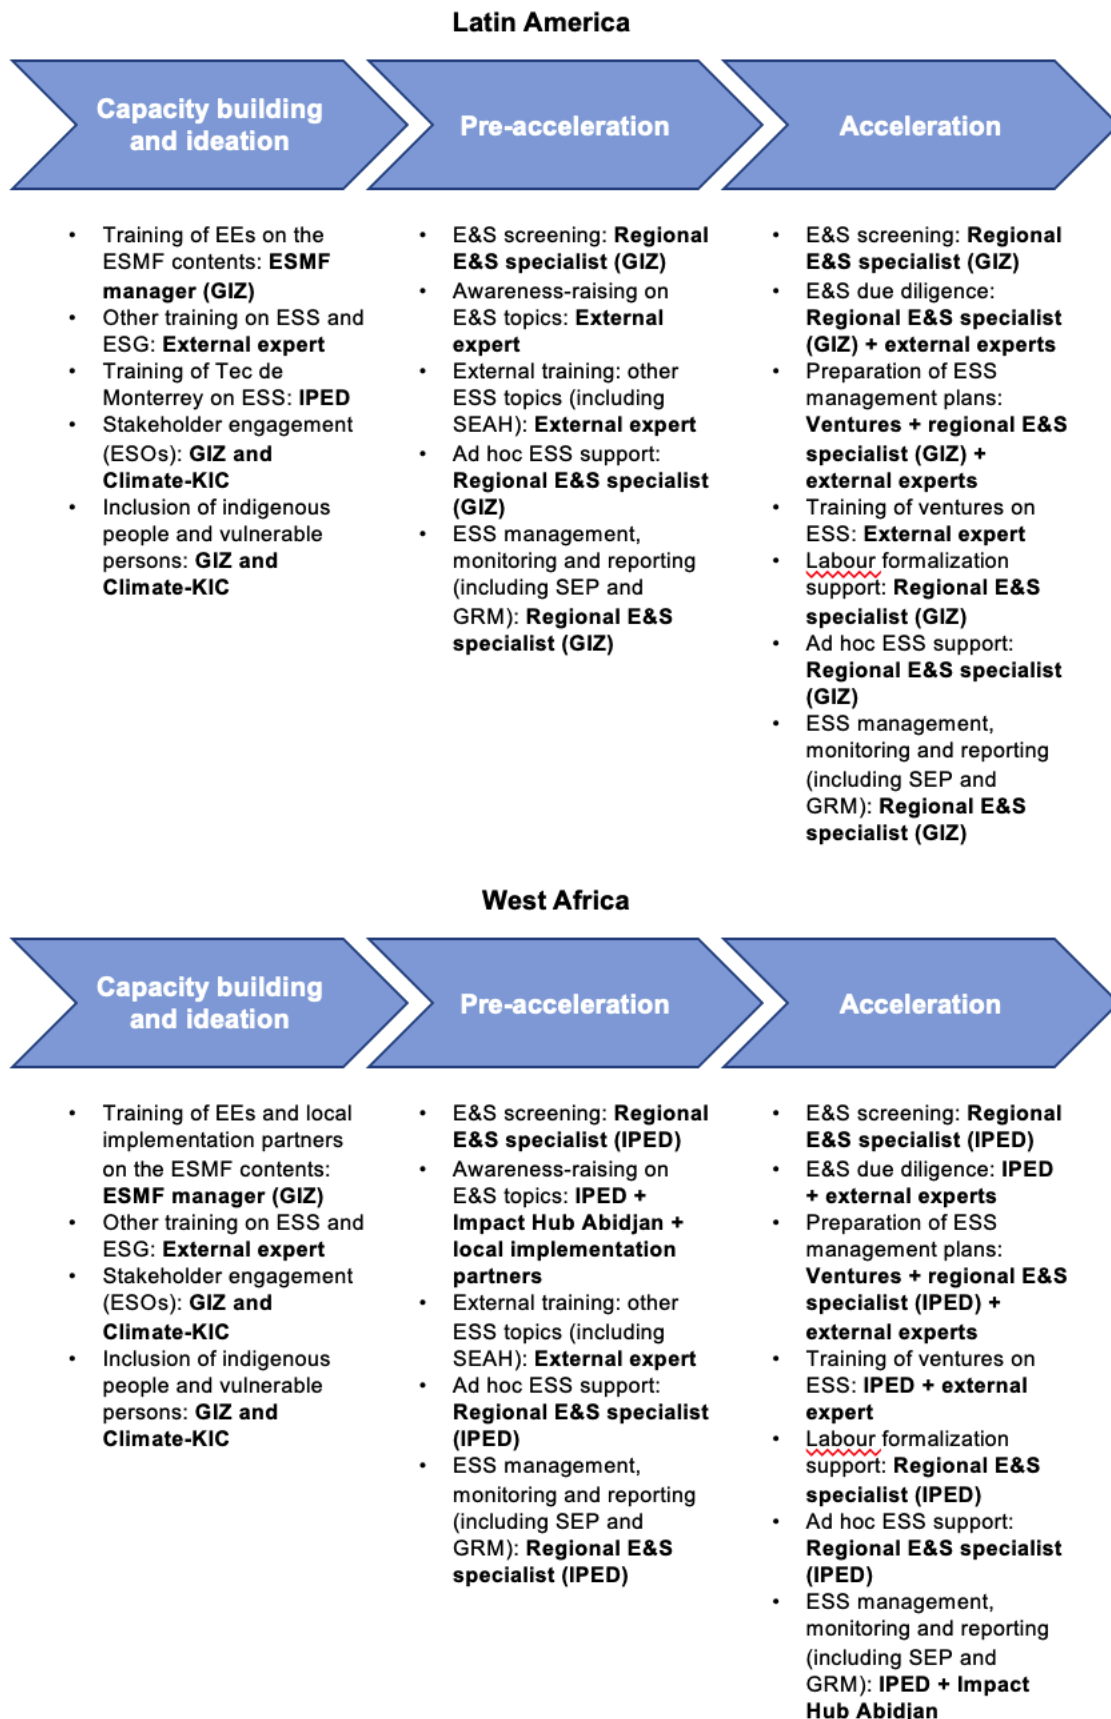 Latin America
Capacity building
and ideation
Pre-acceleration
Acceleration
• Training of EEs on the
ESMF contents: ESMF
manager (GIZ)
• Other training on ESS and
ESG: External expert
• Training of Tec de
Monterrey on ESS: IPED
• Stakeholder engagement
(ESOs): GIZ and
Climate-KIC
• Inclusion of indigenous
people and vulnerable
persons: GIZ and
Climate-KIC
• E&S screening: Regional
E&S specialist (GIZ)
• Awareness-raising on
E&S topics: External
expert
• External training: other
ESS topics (including
SEAH): External expert
• Ad hoc ESS support:
Regional E&S specialist
(GIZ)
• ESS management,
monitoring and reporting
(including SEP and
GRM): Regional E&S
specialist (GIZ)
• E&S screening: Regional
E&S specialist (GIZ)
• E&S due diligence:
Regional E&S specialist
(GIZ) + external experts
• Preparation of ESS
management plans:
Ventures + regional E&S
specialist (GIZ) +
external experts
• Training of ventures on
ESS: External expert
• Labour formalization
support: Regional E&S
specialist (GIZ)
• Ad hoc ESS support:
Regional E&S specialist
(GIZ)
• ESS management,
monitoring and reporting
(including SEP and
GRM): Regional E&S
specialist (GIZ)
West Africa
Capacity building
and ideation
Pre-acceleration
Acceleration
• Training of EEs and local
implementation partners
on the ESMF contents:
ESMF manager (GIZ)
• Other training on ESS and
ESG: External expert
• Stakeholder engagement
(ESOs): GIZ and
Climate-KIC
• Inclusion of indigenous
people and vulnerable
persons: GIZ and
Climate-KIC
• E&S screening: Regional
E&S specialist (IPED)
• Awareness-raising on
E&S topics: IPED +
Impact Hub Abidjan +
local implementation
partners
• External training: other
ESS topics (including
SEAH): External expert
• Ad hoc ESS support:
Regional E&S specialist
(IPED)
• ESS management,
monitoring and reporting
(including SEP and
GRM): Regional E&S
specialist (IPED)
• E&S screening: Regional
E&S specialist (IPED)
• E&S due diligence: IPED
+ external experts
• Preparation of ESS
management plans:
Ventures + regional E&S
specialist (IPED) +
external experts
• Training of ventures on
ESS: IPED + external
expert
• Labour formalization
support: Regional E&S
specialist (IPED)
• Ad hoc ESS support:
Regional E&S specialist
(IPED)
• ESS management,
monitoring and reporting
(including SEP and
GRM): IPED + Impact
Hub Abidjan